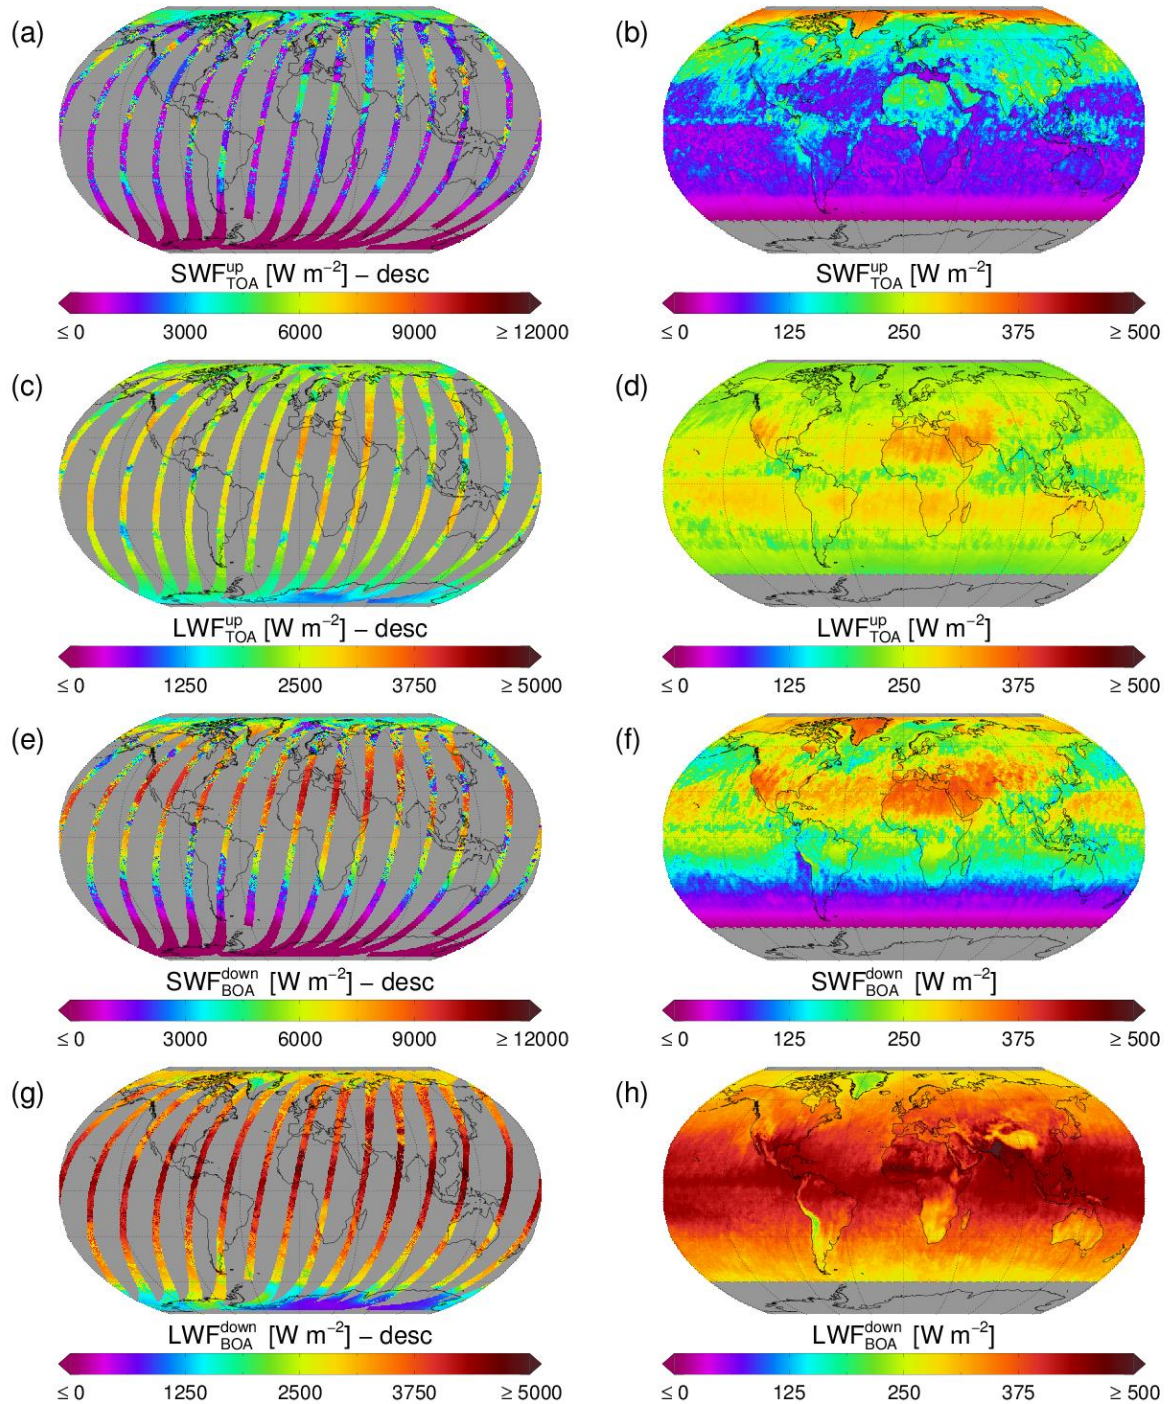 (a)
(b)
SWF^up_TOA [W m⁻²] – desc
SWF^up_TOA [W m⁻²]
≤ 0 3000 6000 9000 ≥ 12000
≤ 0 125 250 375 ≥ 500
(c)
(d)
LWF^up_TOA [W m⁻²] – desc
LWF^up_TOA [W m⁻²]
≤ 0 1250 2500 3750 ≥ 5000
≤ 0 125 250 375 ≥ 500
(e)
(f)
SWF^down_BOA [W m⁻²] – desc
SWF^down_BOA [W m⁻²]
≤ 0 3000 6000 9000 ≥ 12000
≤ 0 125 250 375 ≥ 500
(g)
(h)
LWF^down_BOA [W m⁻²] – desc
LWF^down_BOA [W m⁻²]
≤ 0 1250 2500 3750 ≥ 5000
≤ 0 125 250 375 ≥ 500